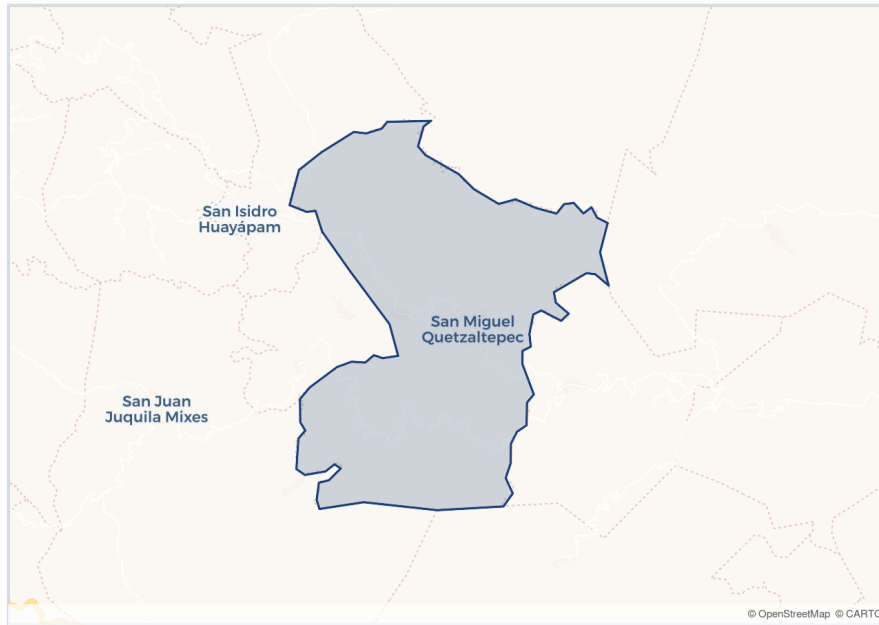 San Isidro
Huayápam
San Miguel
Quetzaltepec
San Juan
Juquila Mixes
© OpenStreetMap © CARTO